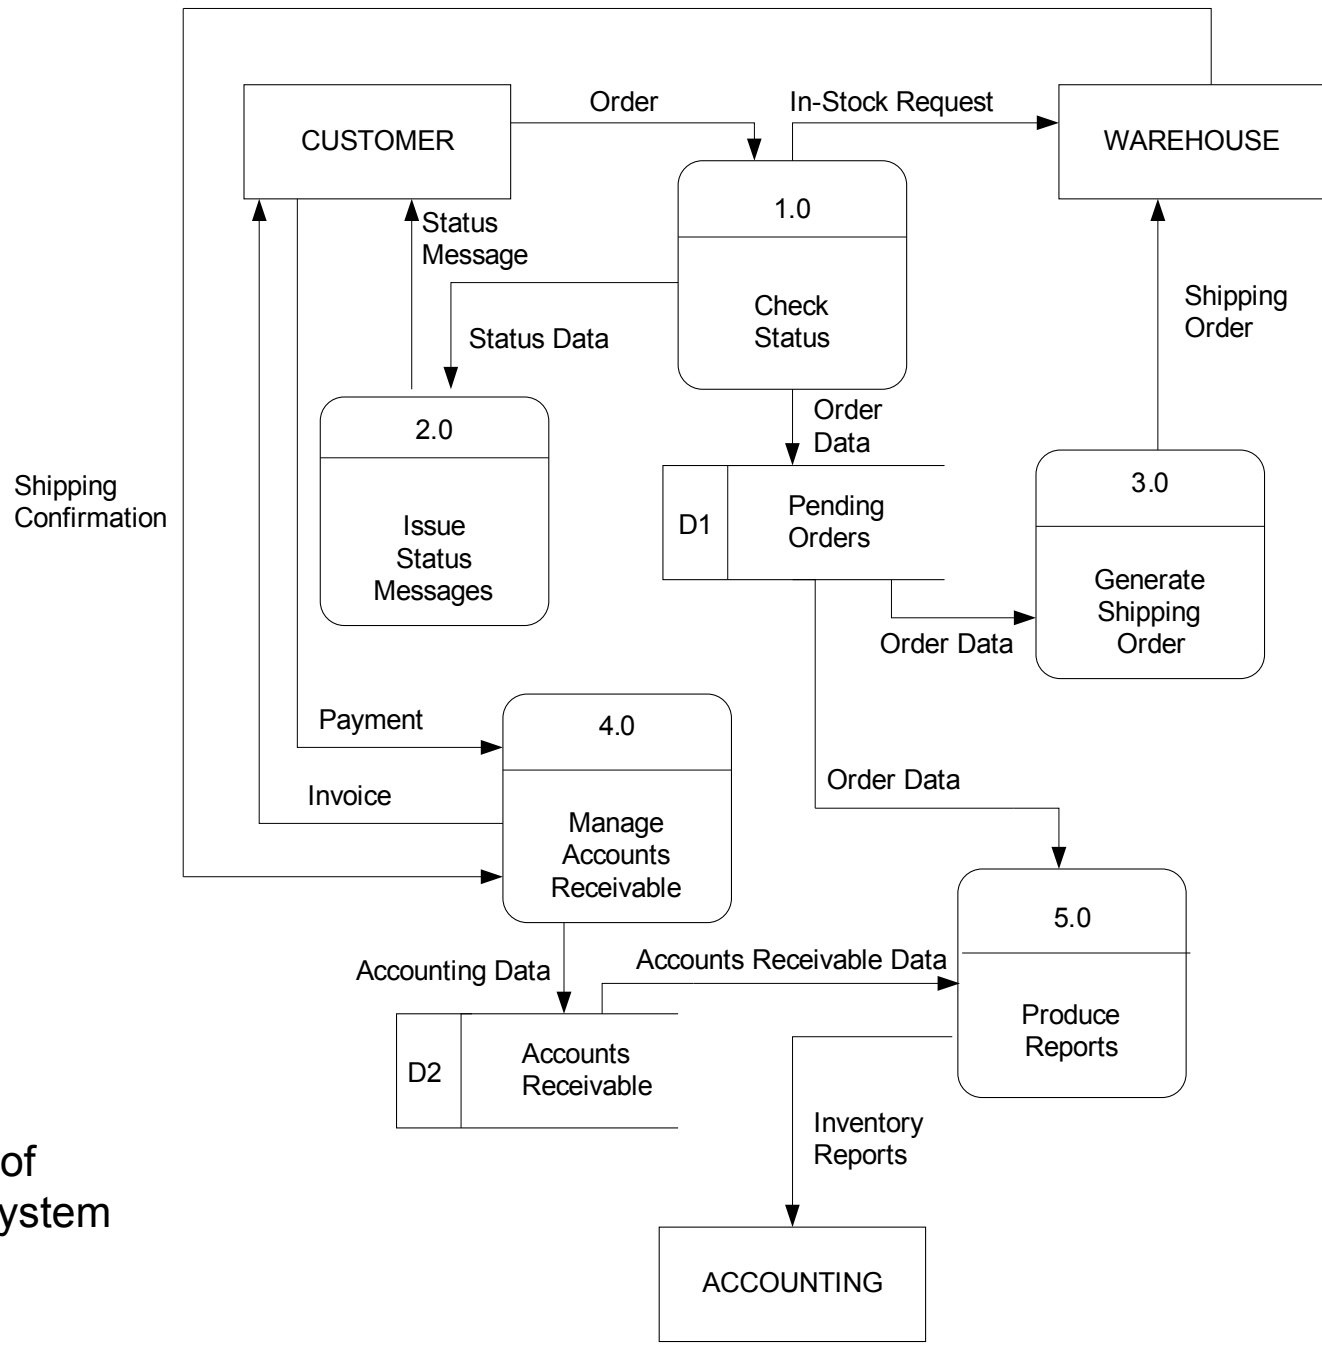 Order
In-Stock Request
CUSTOMER
WAREHOUSE
1.0
Status
Message
Check
Status
Shipping
Order
Status Data
Order
Data
2.0
Shipping
Confirmation
Issue
Status
Messages
D1
Pending
Orders
3.0
Generate
Shipping
Order
Order Data
Payment
4.0
Order Data
Invoice
Manage
Accounts
Receivable
5.0
Accounting Data
Accounts Receivable Data
Produce
Reports
D2
Accounts
Receivable
Inventory
Reports
of
ystem
ACCOUNTING